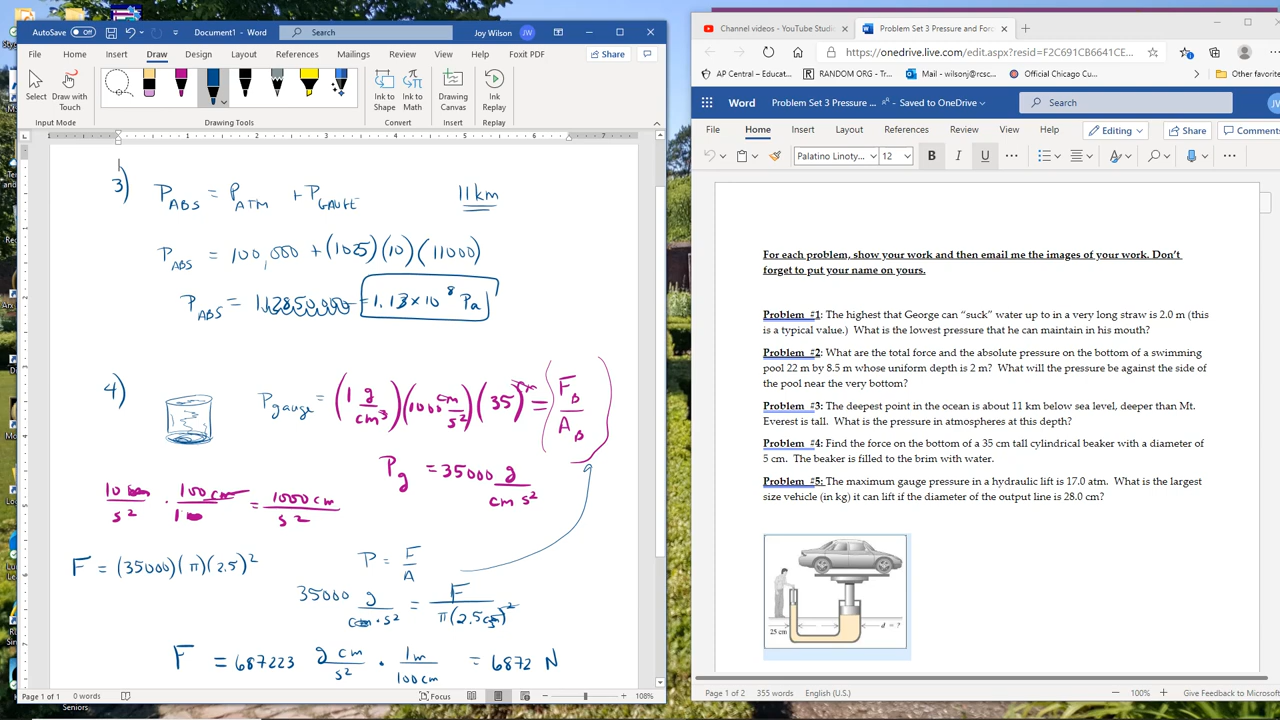 AutoSave Off Document1 - Word Search Joy Wilson JW
File Home Insert Draw Design Layout References Mailings Review View Help Foxit PDF Share
Select Draw with Touch Ink to Shape Ink to Math Drawing Canvas Ink Replay
Input Mode Drawing Tools Convert Insert Replay
3) P ABS = P ATM + P GAUGE 11 km
P ABS = 100,000 + (1025)(10)(11000)
P ABS = 112850,000 = 1.13 × 10^8 Pa
4) P gauge = (1 g/cm³)(1000 cm/s²)(35 cm) = F_B/A_B
P g = 35000 g/cm s²
10 m/s² · 100 cm/1 m = 1000 cm/s²
F = (35000)(π)(2.5)²
P = F/A
35000 g/cm·s² = F/π(2.5cm)²
F = 687223 g cm/s² · 1m/100cm = 6872 N
Page 1 of 1 0 words Focus 108%
Seniors
Channel videos - YouTube Studio
Problem Set 3 Pressure and Forc
https://onedrive.live.com/edit.aspx?resid=F2C691CB6641CE...
AP Central – Educat... RANDOM ORG - Tr... Mail - wilsonj@rcsc... Official Chicago Cu... Other favorite
Word Problem Set 3 Pressure ... - Saved to OneDrive Search JW
File Home Insert Layout References Review View Help Editing Share Comments
Palatino Linoty... 12 B I U
For each problem, show your work and then email me the images of your work. Don't
forget to put your name on yours.
Problem #1: The highest that George can “suck” water up to in a very long straw is 2.0 m (this
is a typical value.) What is the lowest pressure that he can maintain in his mouth?
Problem #2: What are the total force and the absolute pressure on the bottom of a swimming
pool 22 m by 8.5 m whose uniform depth is 2 m? What will the pressure be against the side of
the pool near the very bottom?
Problem #3: The deepest point in the ocean is about 11 km below sea level, deeper than Mt.
Everest is tall. What is the pressure in atmospheres at this depth?
Problem #4: Find the force on the bottom of a 35 cm tall cylindrical beaker with a diameter of
5 cm. The beaker is filled to the brim with water.
Problem #5: The maximum gauge pressure in a hydraulic lift is 17.0 atm. What is the largest
size vehicle (in kg) it can lift if the diameter of the output line is 28.0 cm?
25 cm d = ?
Page 1 of 2 355 words English (U.S.) 100% Give Feedback to Microsoft